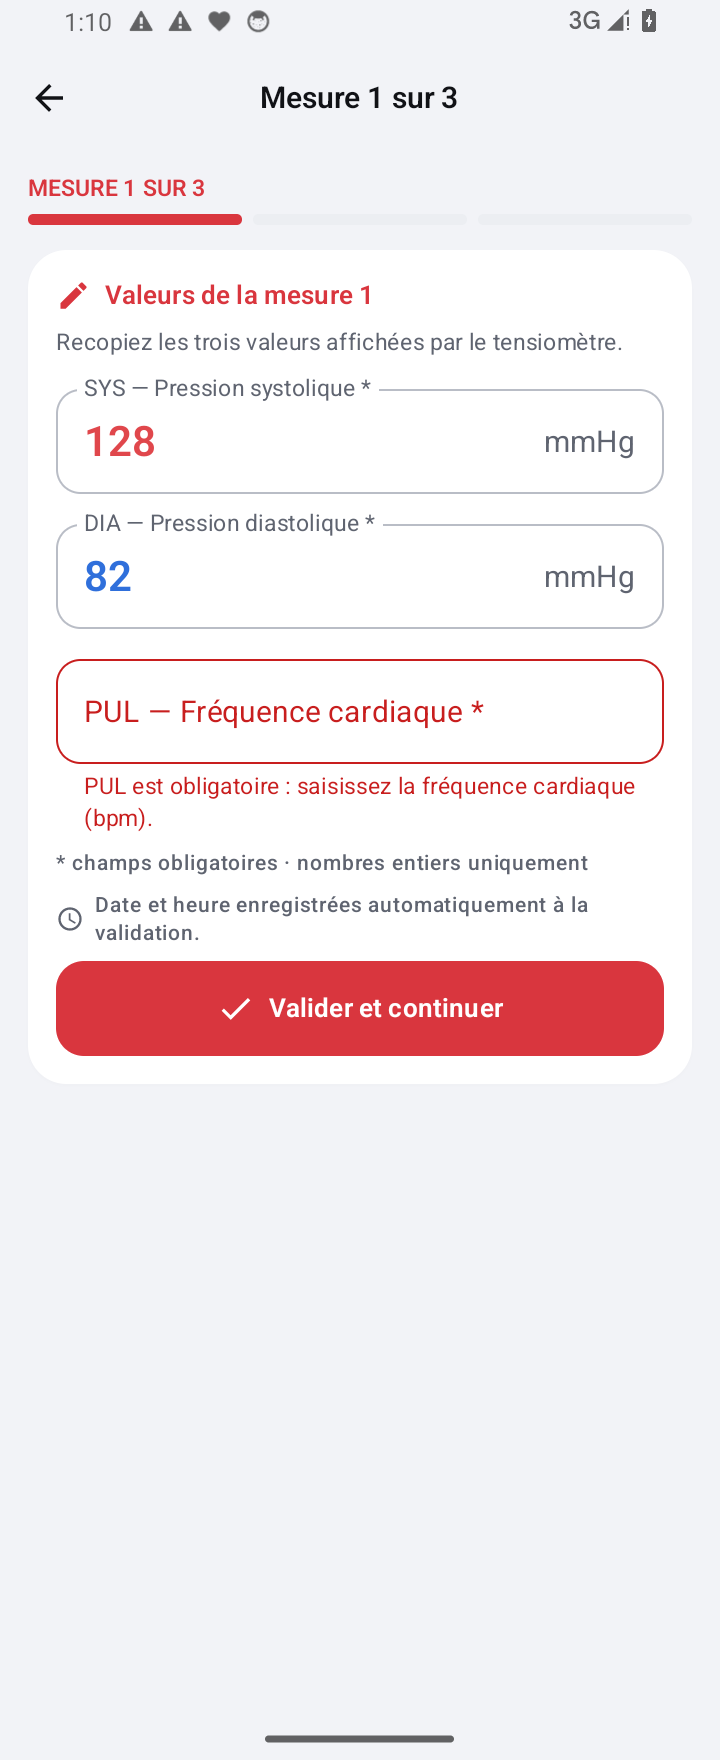 1:10
3G
Mesure 1 sur 3
MESURE 1 SUR 3
Valeurs de la mesure 1
Recopiez les trois valeurs affichées par le tensiomètre.
SYS — Pression systolique *
128 mmHg
DIA — Pression diastolique *
82 mmHg
PUL — Fréquence cardiaque *
PUL est obligatoire : saisissez la fréquence cardiaque
(bpm).
* champs obligatoires · nombres entiers uniquement
Date et heure enregistrées automatiquement à la
validation.
Valider et continuer